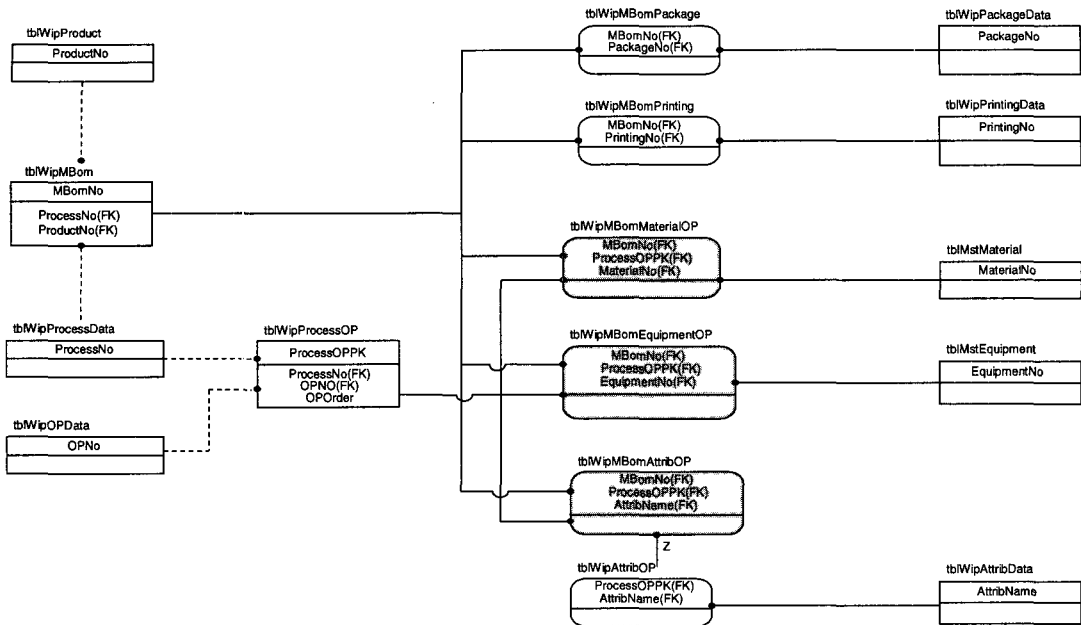 tblWipProduct
ProductNo
tblWipMBom
MBomNo
ProcessNo(FK)
ProductNo(FK)
tblWipProcessData
ProcessNo
tblWipOPData
OPNo
tblWipProcessOP
ProcessOPPK
ProcessNo(FK)
OPNO(FK)
OPOrder
tblWipMBomPackage
MBomNo(FK)
PackageNo(FK)
tblWipMBomPrinting
MBomNo(FK)
PrintingNo(FK)
tblWipMBomMaterialOP
MBomNo(FK)
ProcessOPPK(FK)
MaterialNo(FK)
tblWipMBomEquipmentOP
MBomNo(FK)
ProcessOPPK(FK)
EquipmentNo(FK)
tblWipMBomAttribOP
MBomNo(FK)
ProcessOPPK(FK)
AttribName(FK)
Z
tblWipAttribOP
ProcessOPPK(FK)
AttribName(FK)
tblWipPackageData
PackageNo
tblWipPrintingData
PrintingNo
tblMstMaterial
MaterialNo
tblMstEquipment
EquipmentNo
tblWipAttribData
AttribName